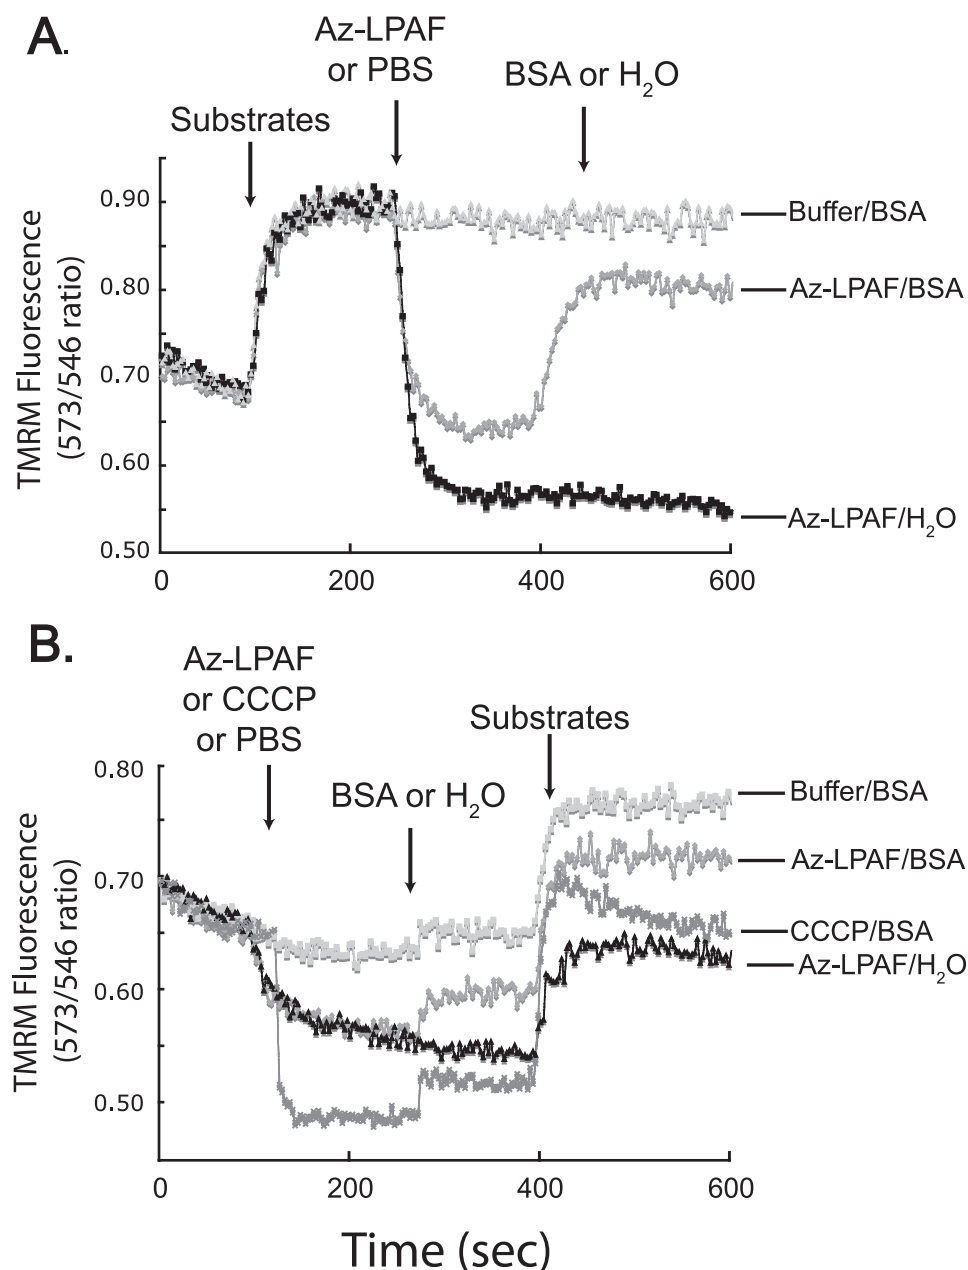 A.
Az-LPAF
or PBS
BSA or H₂O
Substrates
TMRM Fluorescence
(573/546 ratio)
0.90
0.80
0.70
0.60
0.50
0
200
400
600
Buffer/BSA
Az-LPAF/BSA
Az-LPAF/H₂O
B.
Az-LPAF
or CCCP
or PBS
BSA or H₂O
Substrates
TMRM Fluorescence
(573/546 ratio)
0.80
0.70
0.60
0.50
0
200
400
600
Buffer/BSA
Az-LPAF/BSA
CCCP/BSA
Az-LPAF/H₂O
Time (sec)